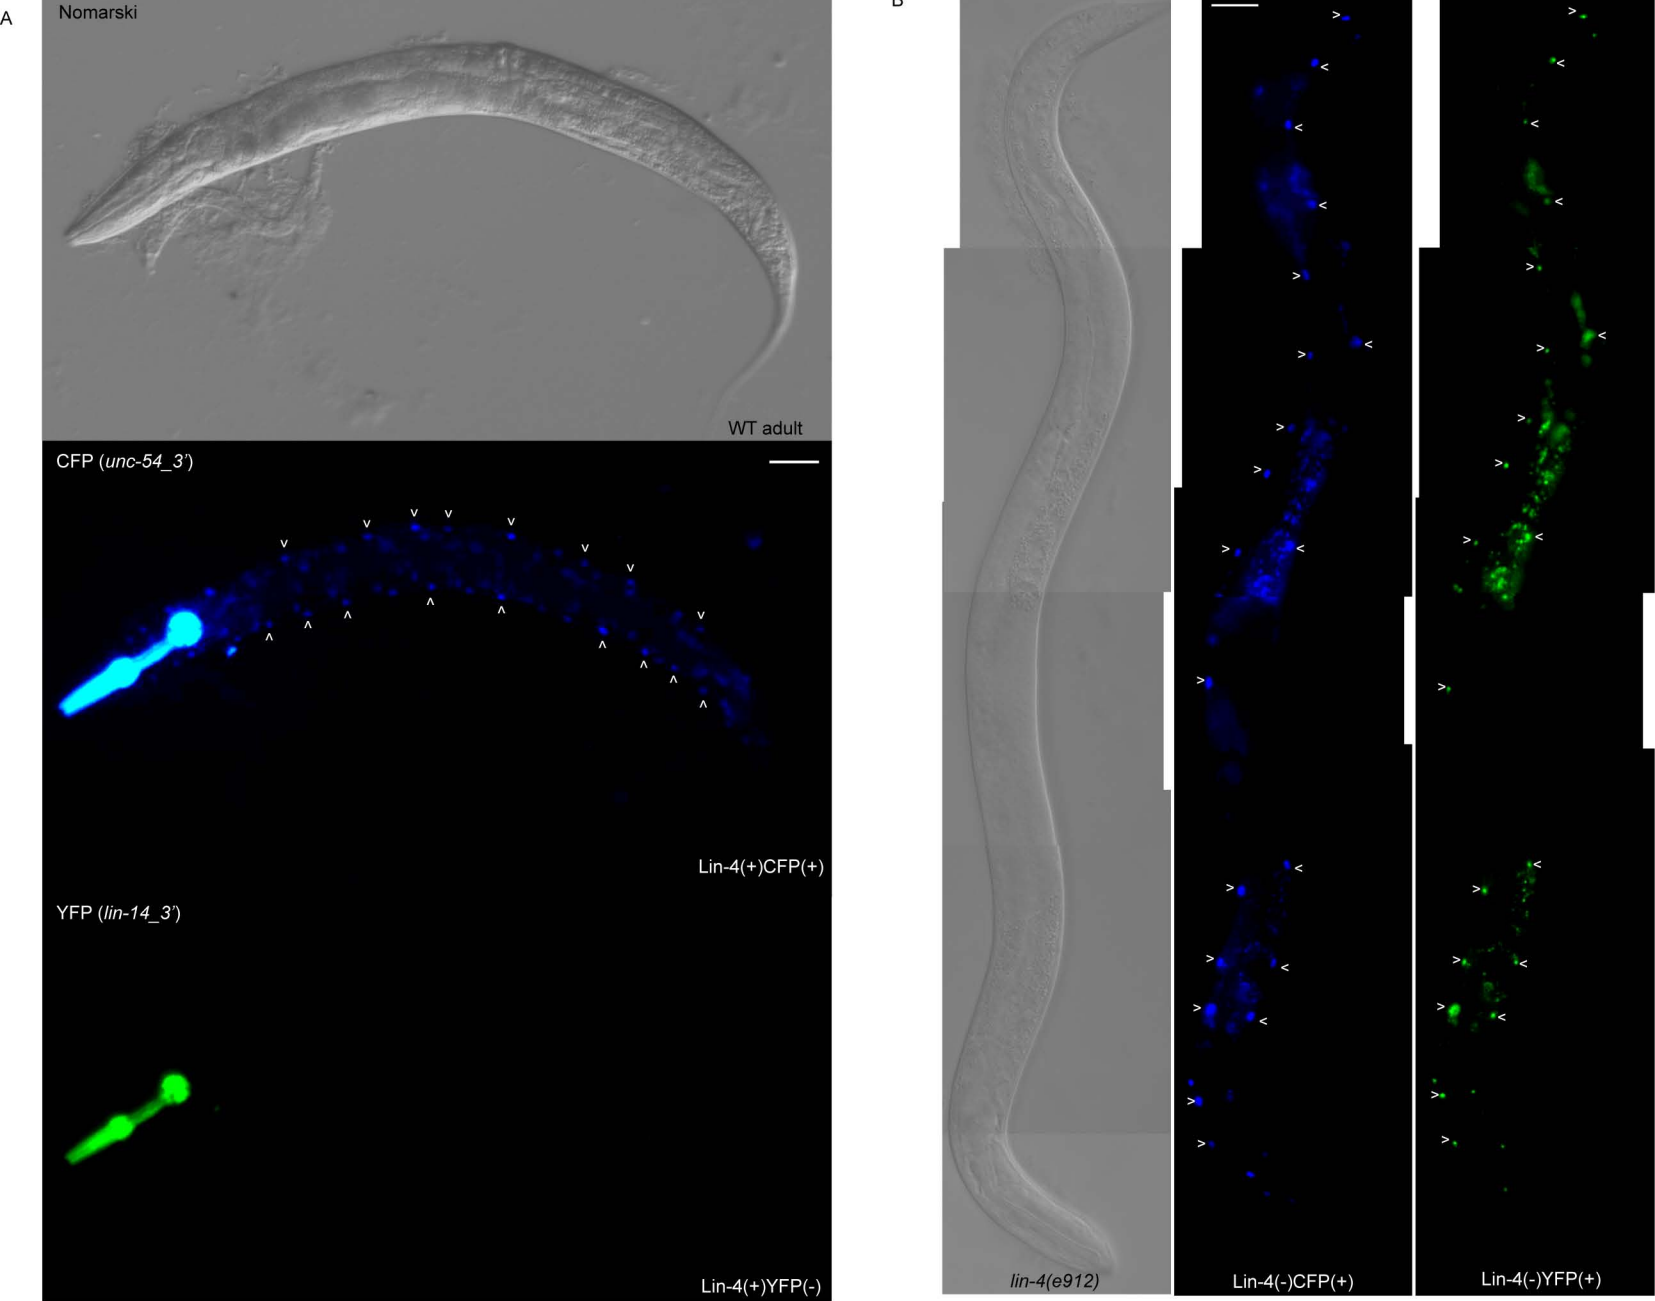 A
Nomarski
WT adult
CFP (unc-54_3’)
Lin-4(+)CFP(+)
YFP (lin-14_3’)
Lin-4(+)YFP(-)
B
lin-4(e912)
Lin-4(-)CFP(+)
Lin-4(-)YFP(+)